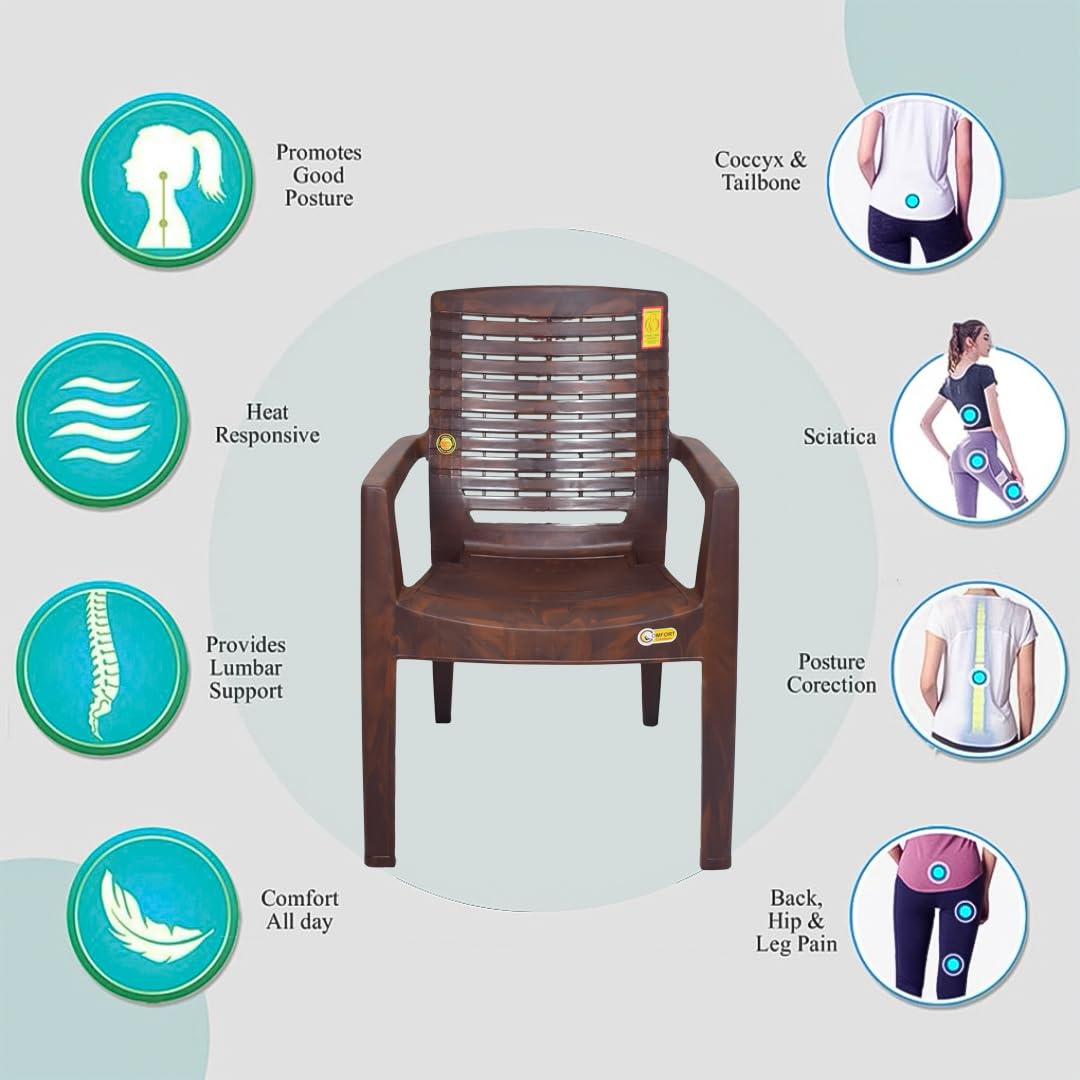 Promotes
Good
Posture
Heat
Responsive
Provides
Lumbar
Support
Comfort
All day
Coccyx &
Tailbone
Sciatica
Posture
Corection
Back,
Hip &
Leg Pain
COMFORT